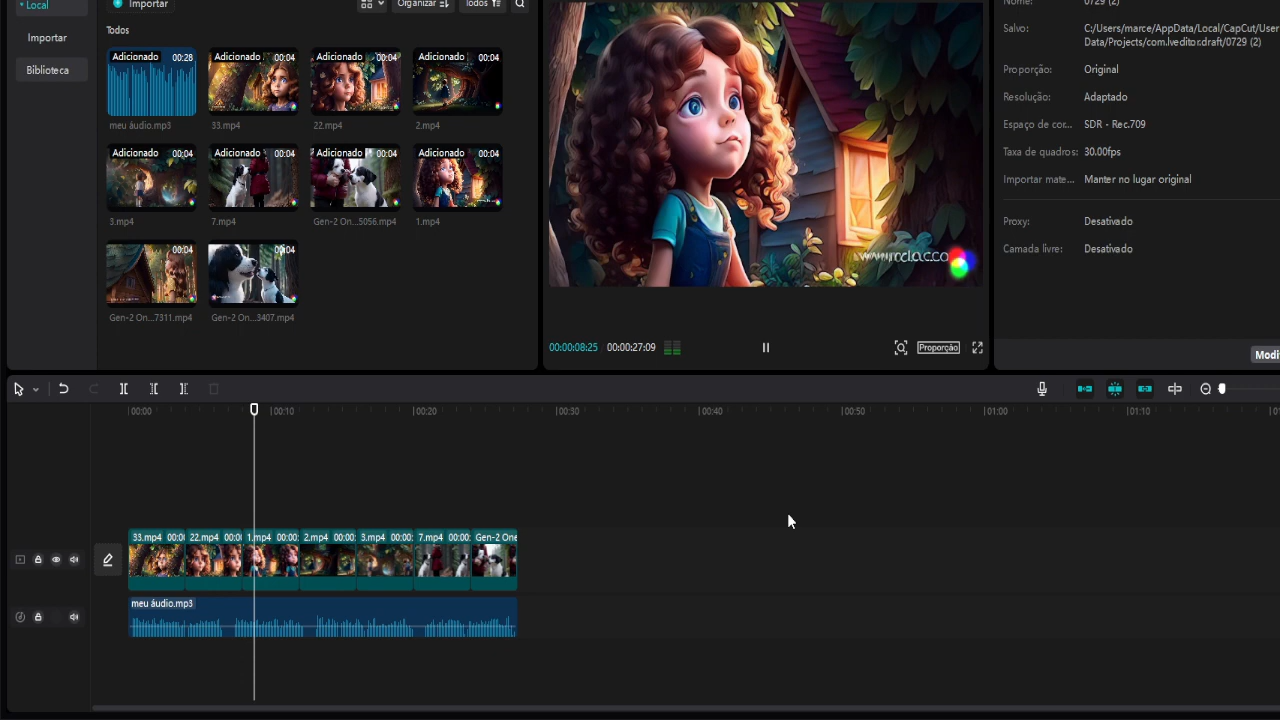 Local
Importar
Organizar
Todos
Nome:
0729 (2)
Importar
Biblioteca
Todos
Salvo:
C:/Users/marce/AppData/Local/CapCut/User
Data/Projects/com.lveditor.draft/0729 (2)
Adicionado 00:28
Adicionado 00:04
Adicionado 00:04
Adicionado 00:04
meu áudio.mp3
33.mp4
22.mp4
2.mp4
Proporção:
Original
Resolução:
Adaptado
Espaço de cor...
SDR - Rec.709
Taxa de quadros:
30.00fps
Importar mate...
Manter no lugar original
Adicionado 00:04
Adicionado 00:04
Adicionado 00:04
Adicionado 00:04
3.mp4
7.mp4
Gen-2 On...5056.mp4
1.mp4
Proxy:
Desativado
Camada livre:
Desativado
00:04
00:04
Gen-2 On...7311.mp4
Gen-2 On...3407.mp4
00:00:08:25
00:00:27:09
Proporção
Modi
00:00
00:10
00:20
00:30
00:40
00:50
01:00
01:10
33.mp4 00:00
22.mp4 00:00
1.mp4 00:00:
2.mp4 00:00:
3.mp4 00:00:
7.mp4 00:00:
Gen-2 One
meu áudio.mp3